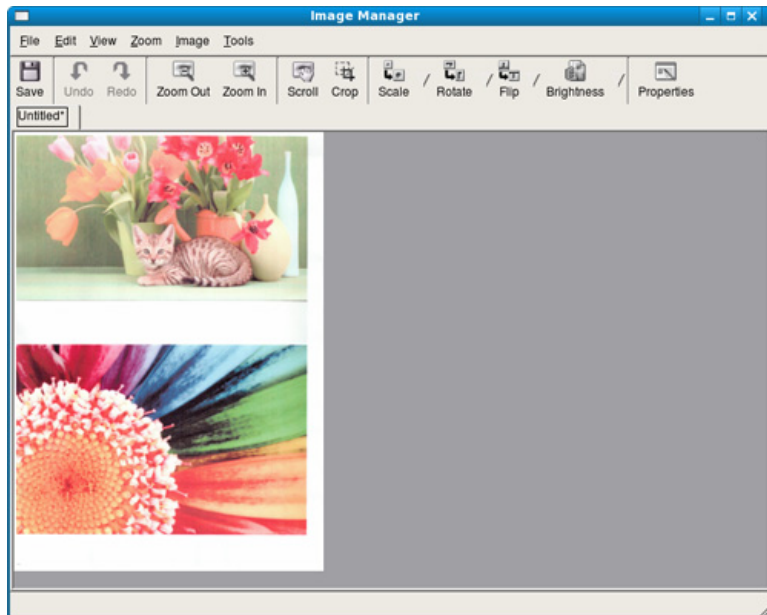 Image Manager
File Edit View Zoom Image Tools
Save Undo Redo Zoom Out Zoom In Scroll Crop Scale Rotate Flip Brightness Properties
Untitled*